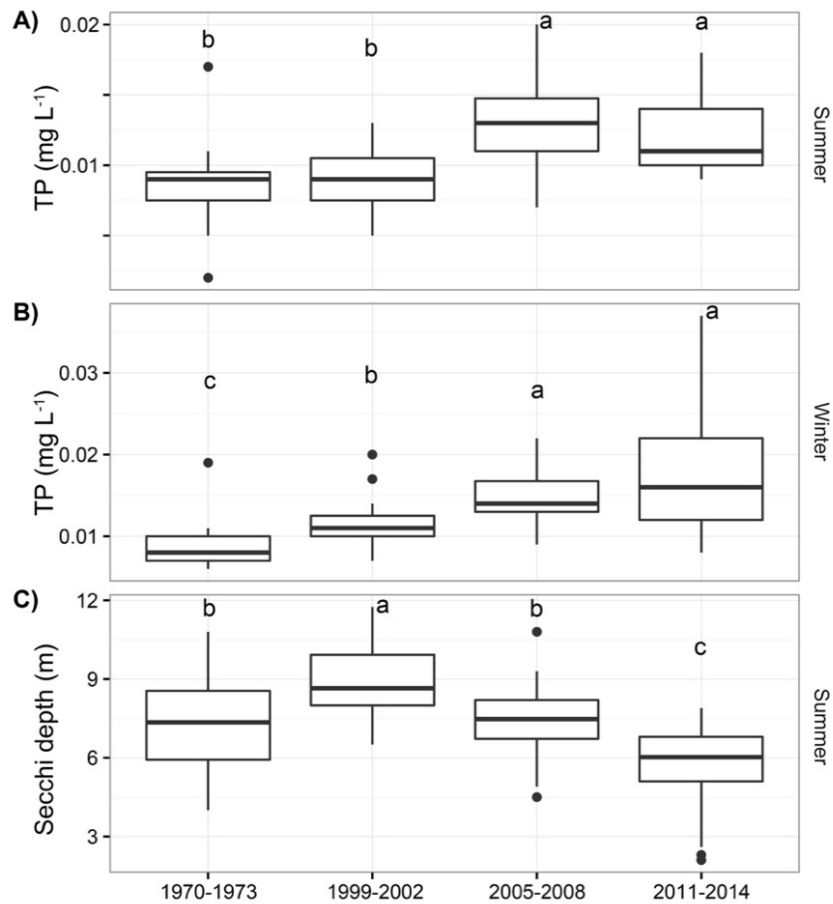 A)
0.02
b
b
a
a
0.01
TP (mg L-1)
Summer
B)
0.03
0.02
0.01
c
b
a
a
TP (mg L-1)
Winter
C)
12
9
6
3
b
a
b
c
Secchi depth (m)
Summer
1970-1973 1999-2002 2005-2008 2011-2014